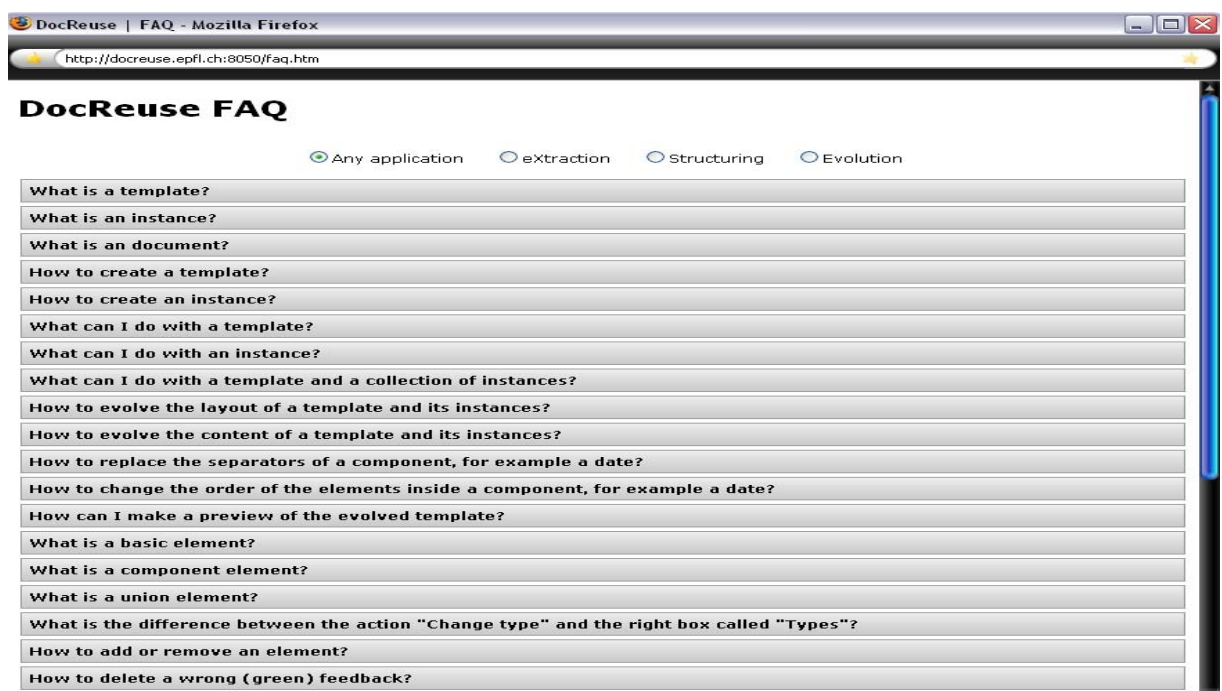 DocReuse | FAQ - Mozilla Firefox
http://docreuse.epfl.ch:8050/faq.htm
DocReuse FAQ
Any application eXtraction Structuring Evolution
What is a template?
What is an instance?
What is an document?
How to create a template?
How to create an instance?
What can I do with a template?
What can I do with an instance?
What can I do with a template and a collection of instances?
How to evolve the layout of a template and its instances?
How to evolve the content of a template and its instances?
How to replace the separators of a component, for example a date?
How to change the order of the elements inside a component, for example a date?
How can I make a preview of the evolved template?
What is a basic element?
What is a component element?
What is a union element?
What is the difference between the action "Change type" and the right box called "Types"?
How to add or remove an element?
How to delete a wrong (green) feedback?